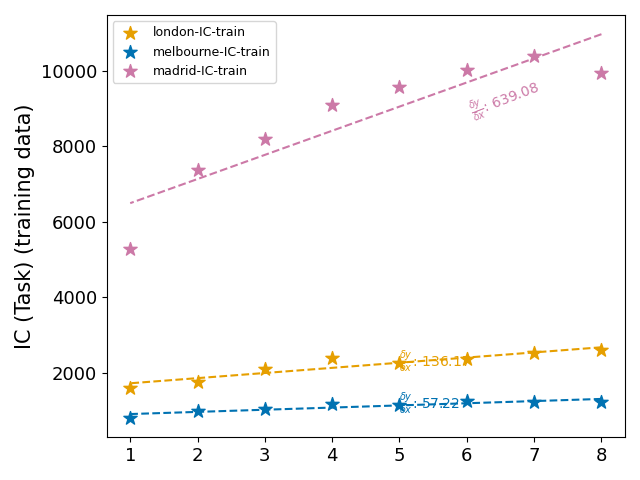 london-IC-train
melbourne-IC-train
madrid-IC-train
10000
8000
6000
4000
2000
IC (Task) (training data)
δy/δx: 639.08
δy/δx: 136.1
δy/δx: 57.22
1 2 3 4 5 6 7 8